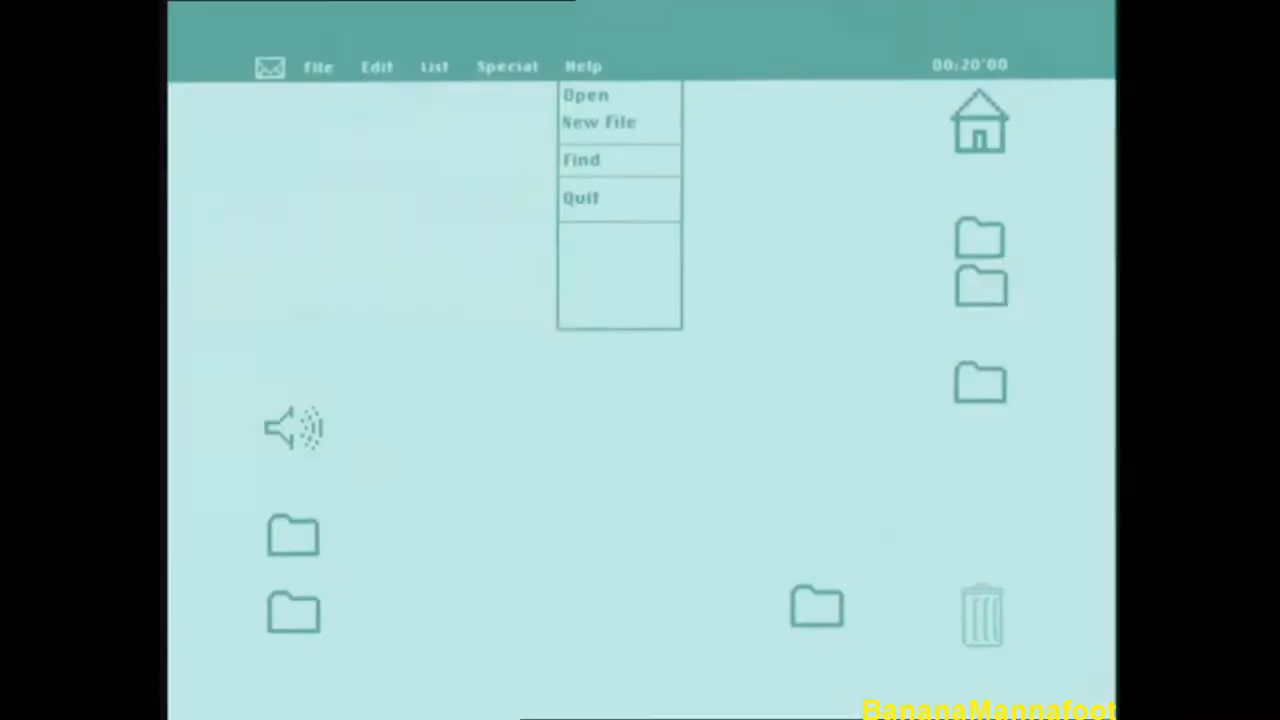 File Edit List Special Help 00:20'00
Open
New file
Find
Quit
BananaMannafoot